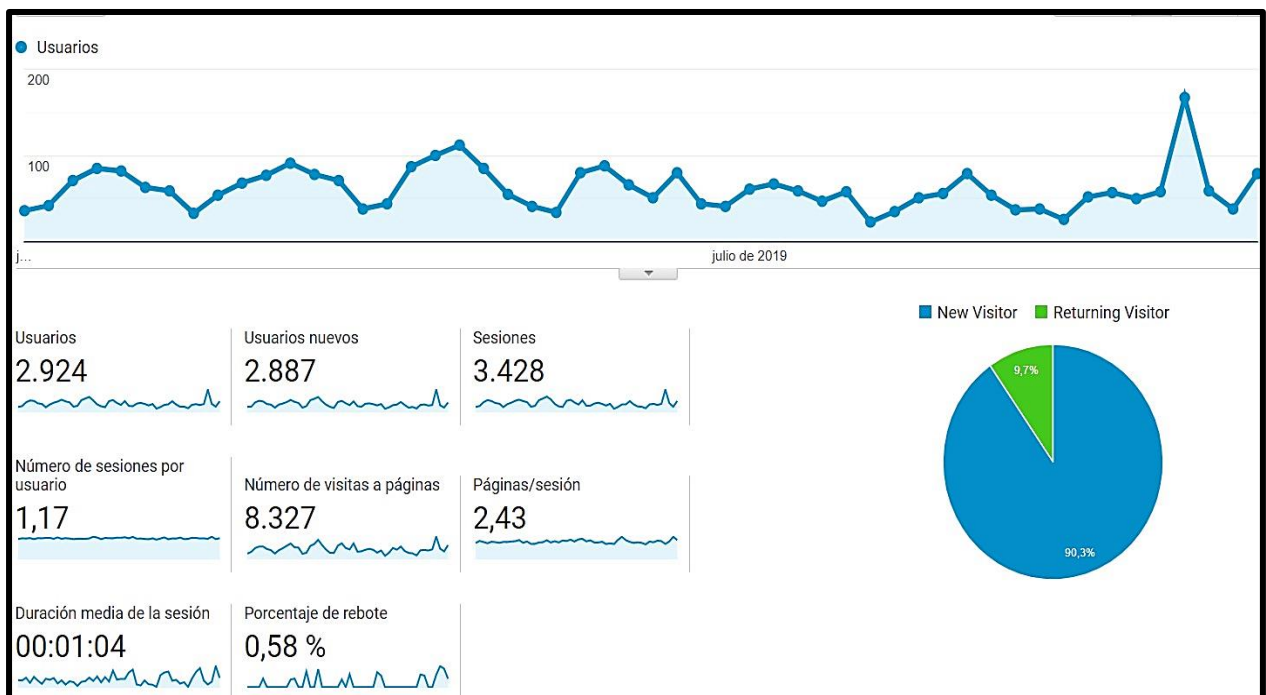 Usuarios
200
100
j...
julio de 2019
New Visitor Returning Visitor
Usuarios
2.924
Usuarios nuevos
2.887
Sesiones
3.428
Número de sesiones por
usuario
1,17
Número de visitas a páginas
8.327
Páginas/sesión
2,43
Duración media de la sesión
00:01:04
Porcentaje de rebote
0,58 %
9,7%
90,3%